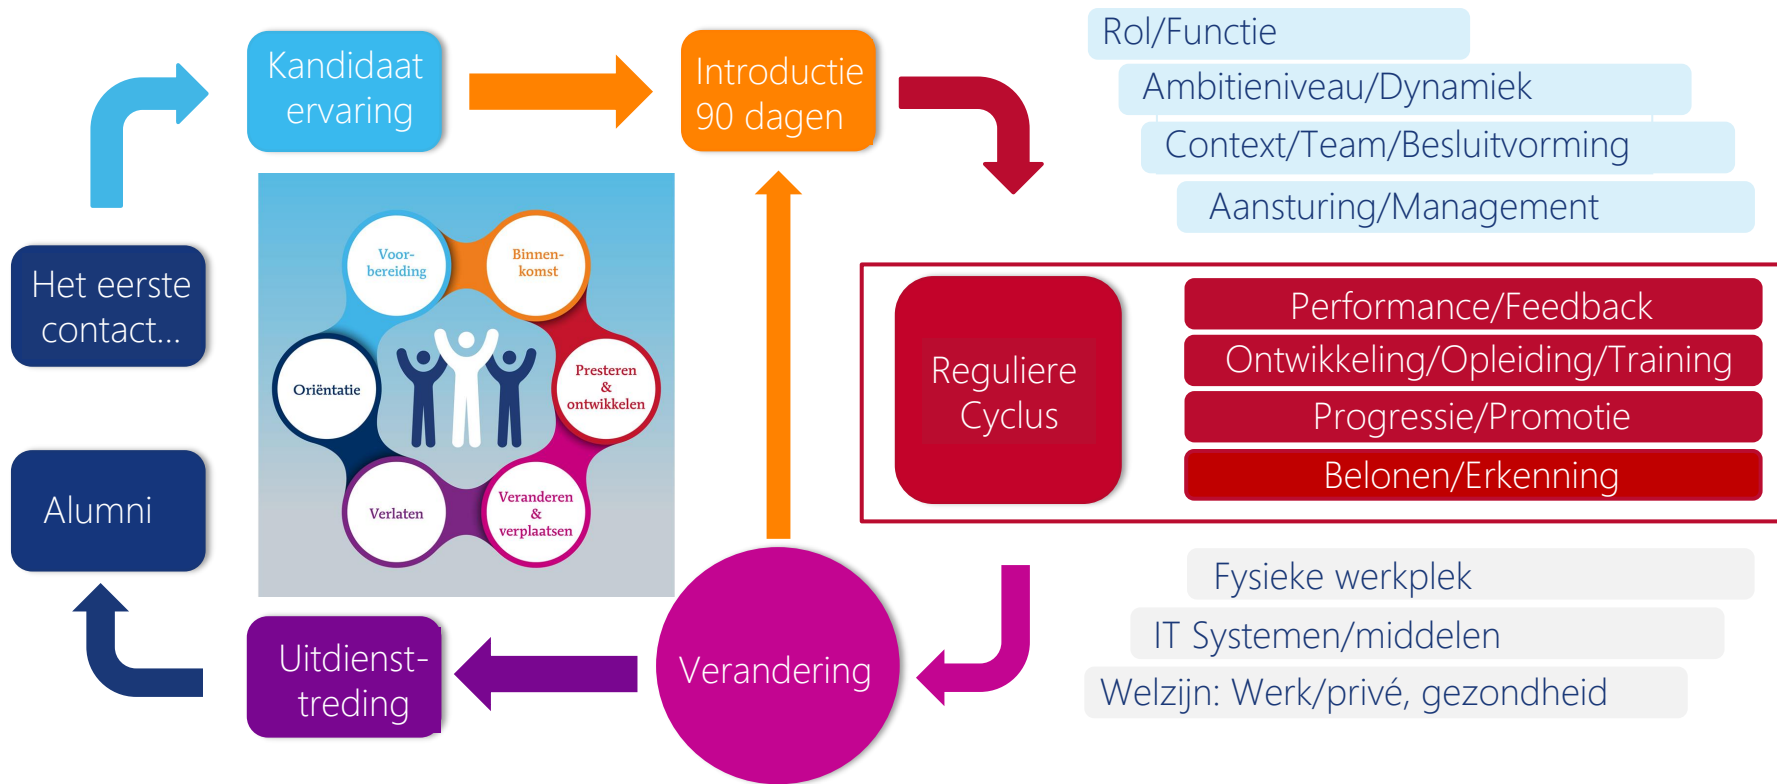 Kandidaat
ervaring
Introductie
90 dagen
Rol/Functie
Ambitieniveau/Dynamiek
Context/Team/Besluitvorming
Aansturing/Management
Het eerste
contact...
Voor-
bereiding
Binnen-
komst
Oriëntatie
Presteren
&
ontwikkelen
Verlaten
Veranderen
&
verplaatsen
Reguliere
Cyclus
Performance/Feedback
Ontwikkeling/Opleiding/Training
Progressie/Promotie
Belonen/Erkenning
Alumni
Uitdienst-
treding
Verandering
Fysieke werkplek
IT Systemen/middelen
Welzijn: Werk/privé, gezondheid